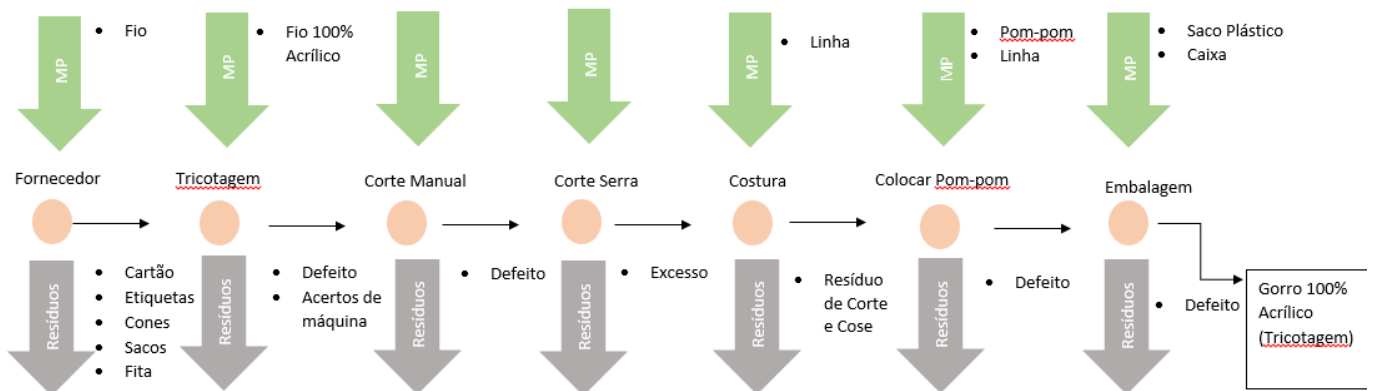 MP
• Fio
MP
• Fio 100%
Acrílico
MP
MP
MP
• Linha
MP
• Pom-pom
• Linha
MP
• Saco Plástico
• Caixa
Fornecedor
Tricotagem
Corte Manual
Corte Serra
Costura
Colocar Pom-pom
Embalagem
Resíduos
• Cartão
• Etiquetas
• Cones
• Sacos
• Fita
Resíduos
• Defeito
• Acertos de
máquina
Resíduos
• Defeito
Resíduos
• Excesso
Resíduos
• Resíduo
de Corte
e Cose
Resíduos
• Defeito
Resíduos
• Defeito
Gorro 100%
Acrílico
(Tricotagem)